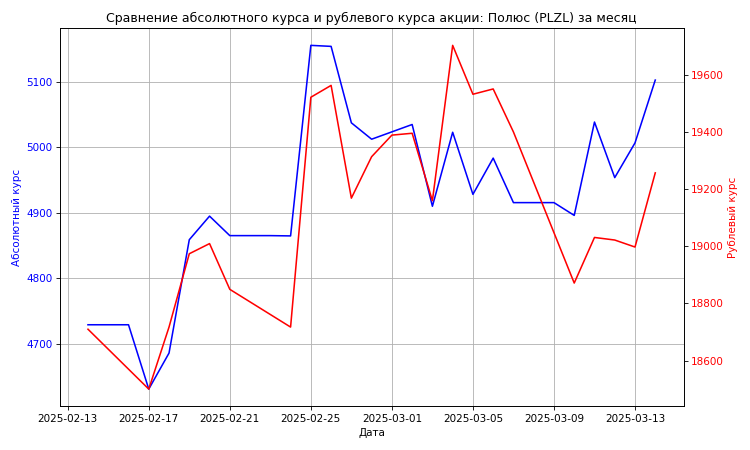 Сравнение абсолютного курса и рублевого курса акции: Полюс (PLZL) за месяц
Абсолютный курс
5100
5000
4900
4800
4700
19600
19400
19200
19000
18800
18600
Рублевый курс
2025-02-13 2025-02-17 2025-02-21 2025-02-25 2025-03-01 2025-03-05 2025-03-09 2025-03-13
Дата